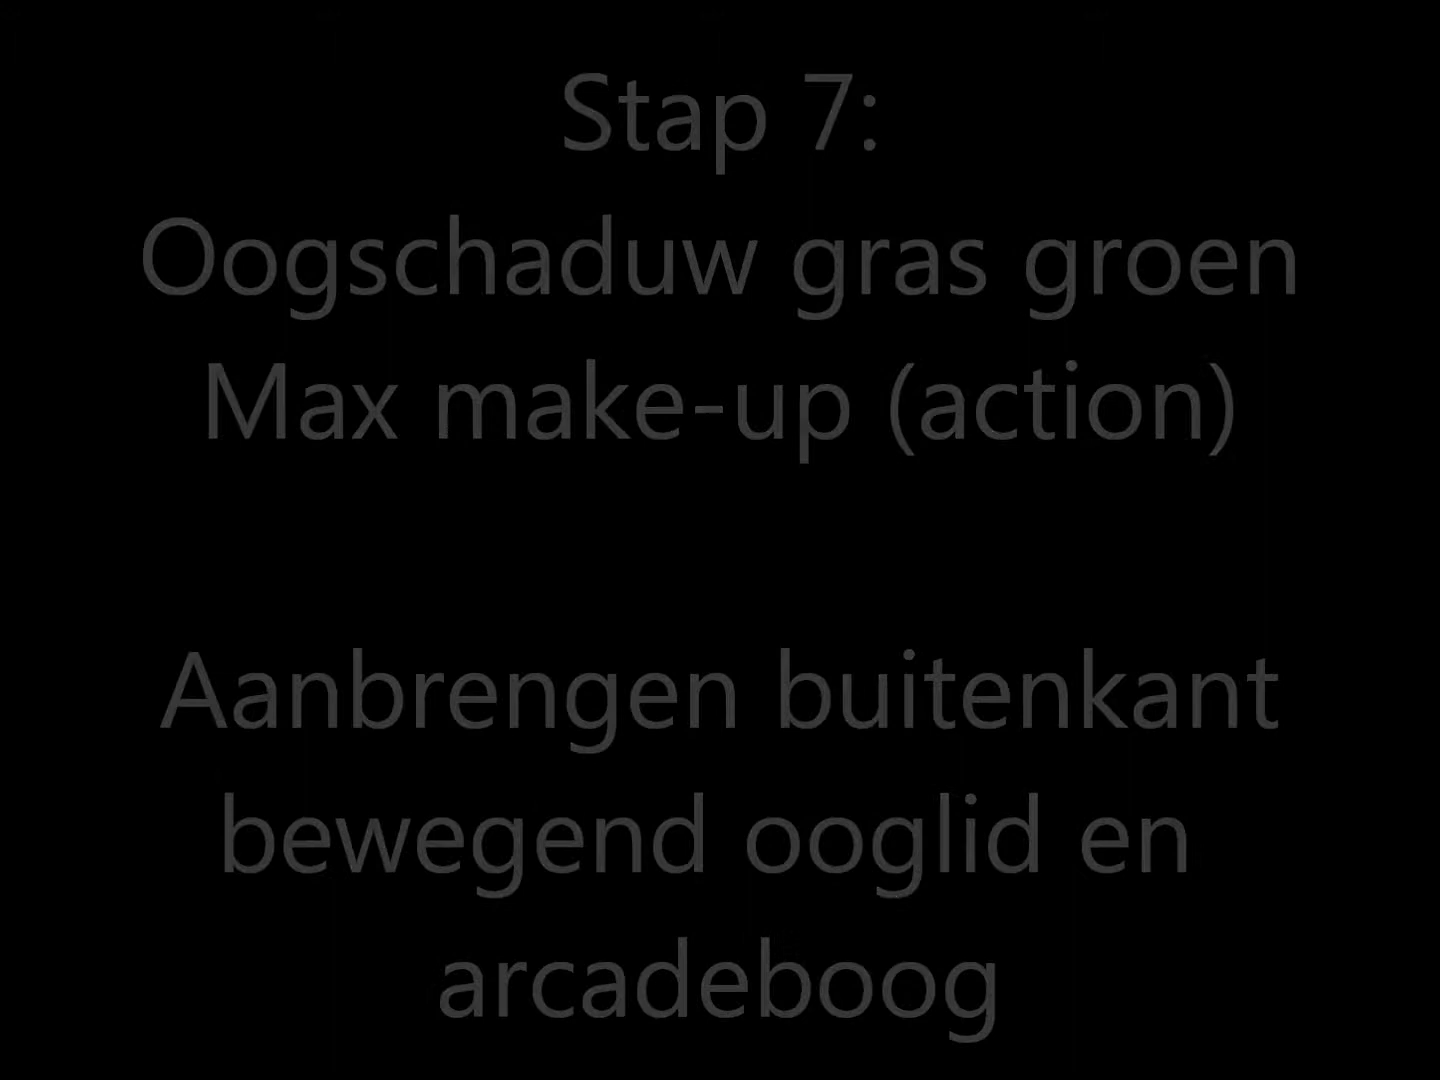 Stap 7:
Oogschaduw gras groen
Max make-up (action)
Aanbrengen buitenkant
bewegend ooglid en
arcadeboog